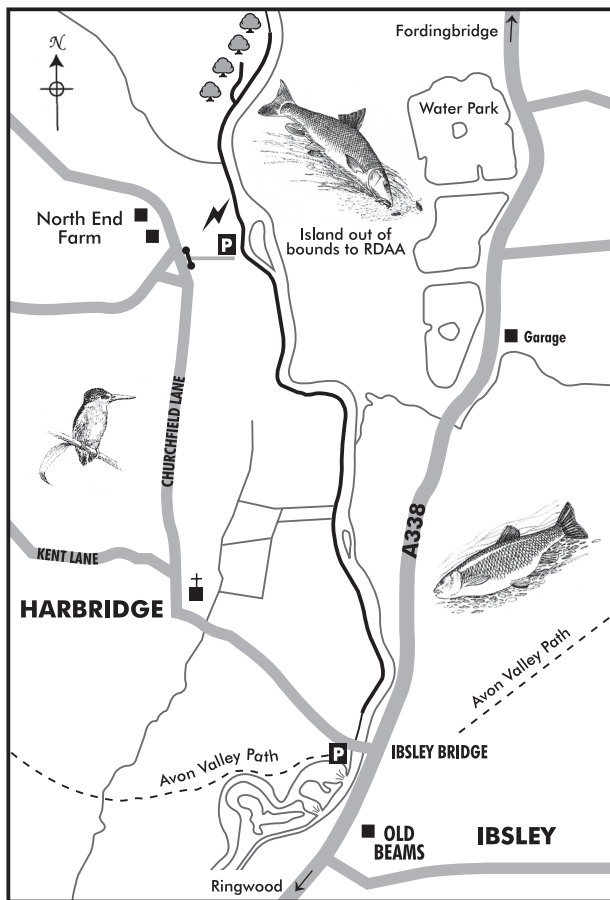 Fordingbridge
N
Water Park
North End
Farm
P
Island out of
bounds to RDAA
Garage
CHURCHFIELD LANE
A338
KENT LANE
HARBRIDGE
Avon Valley Path
Avon Valley Path
P
IBSLEY BRIDGE
OLD
BEAMS
IBSLEY
Ringwood